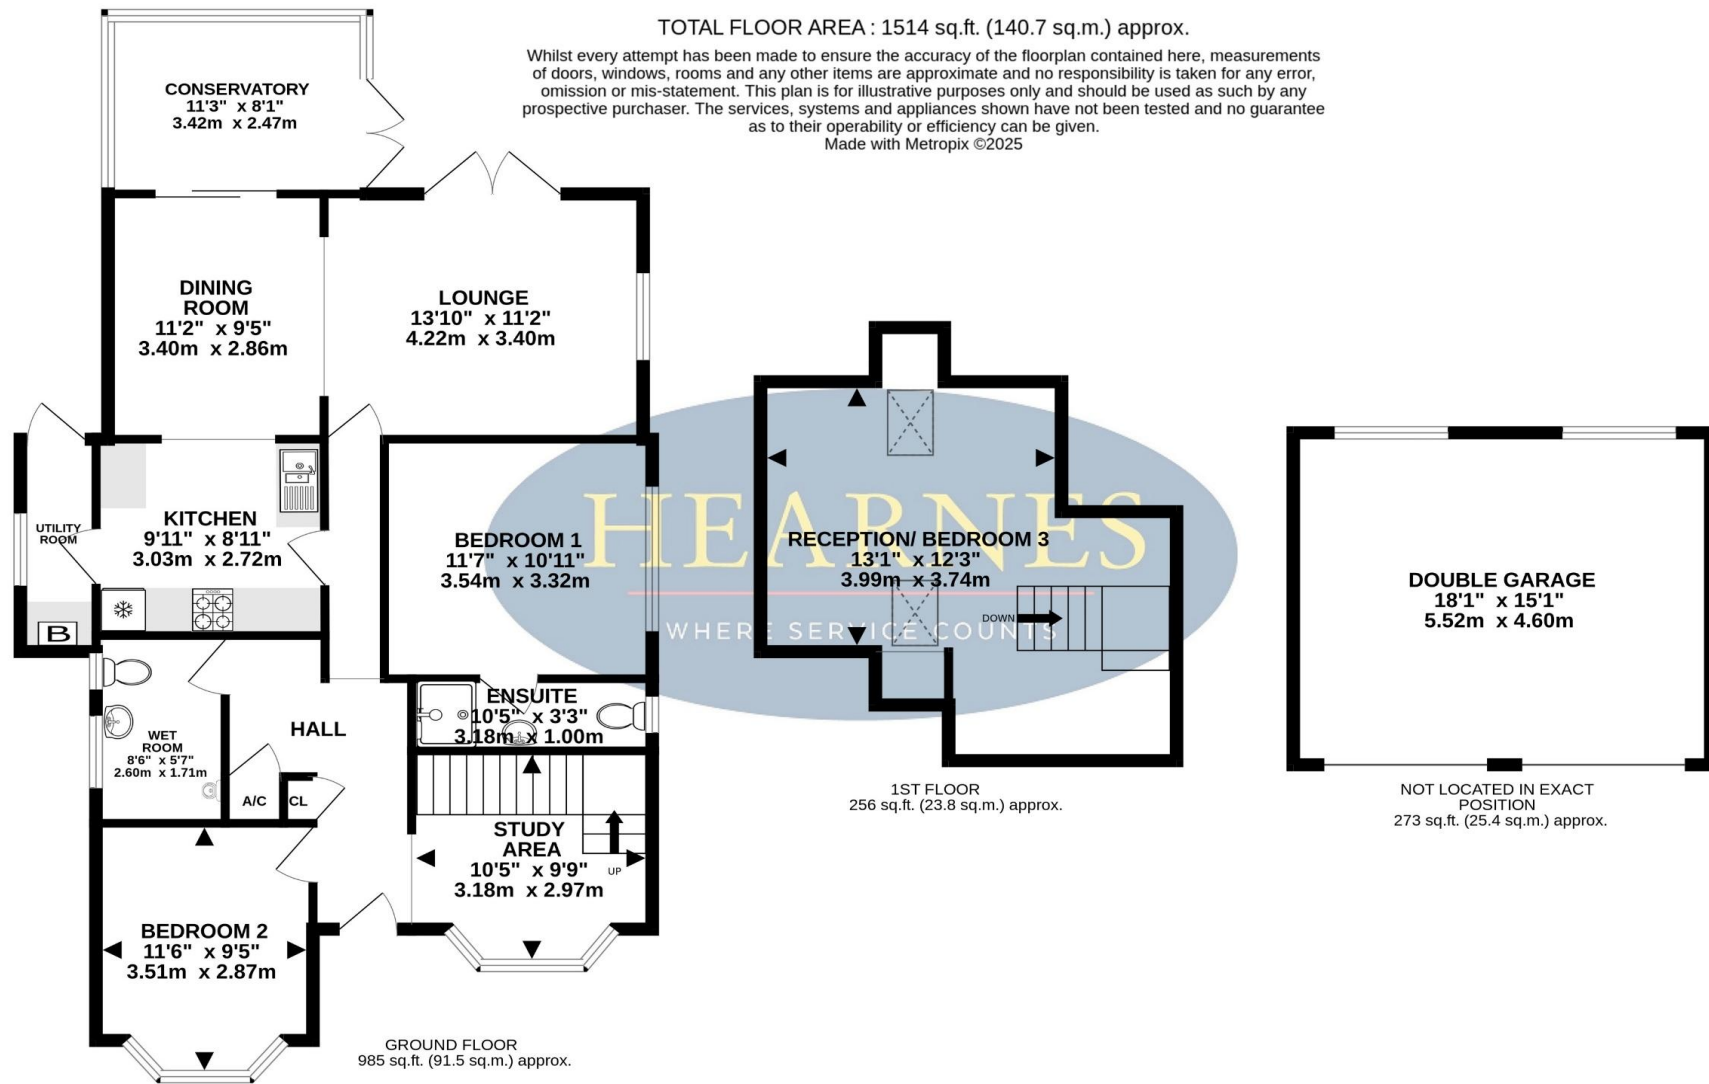 TOTAL FLOOR AREA : 1514 sq.ft. (140.7 sq.m.) approx.
Whilst every attempt has been made to ensure the accuracy of the floorplan contained here, measurements
of doors, windows, rooms and any other items are approximate and no responsibility is taken for any error,
omission or mis-statement. This plan is for illustrative purposes only and should be used as such by any
prospective purchaser. The services, systems and appliances shown have not been tested and no guarantee
as to their operability or efficiency can be given.
Made with Metropix ©2025
CONSERVATORY
11'3" x 8'1"
3.42m x 2.47m
DINING
ROOM
11'2" x 9'5"
3.40m x 2.86m
LOUNGE
13'10" x 11'2"
4.22m x 3.40m
UTILITY
ROOM
KITCHEN
9'11" x 8'11"
3.03m x 2.72m
B
BEDROOM 1
11'7" x 10'11"
3.54m x 3.32m
ENSUITE
10'5" x 3'3"
3.18m x 1.00m
HALL
WET
ROOM
8'6" x 5'7"
2.60m x 1.71m
A/C
CL
STUDY
AREA
10'5" x 9'9"
3.18m x 2.97m
UP
BEDROOM 2
11'6" x 9'5"
3.51m x 2.87m
GROUND FLOOR
985 sq.ft. (91.5 sq.m.) approx.
HEARNES
WHERE SERVICE COUNTS
RECEPTION/ BEDROOM 3
13'1" x 12'3"
3.99m x 3.74m
DOWN
1ST FLOOR
256 sq.ft. (23.8 sq.m.) approx.
DOUBLE GARAGE
18'1" x 15'1"
5.52m x 4.60m
NOT LOCATED IN EXACT
POSITION
273 sq.ft. (25.4 sq.m.) approx.